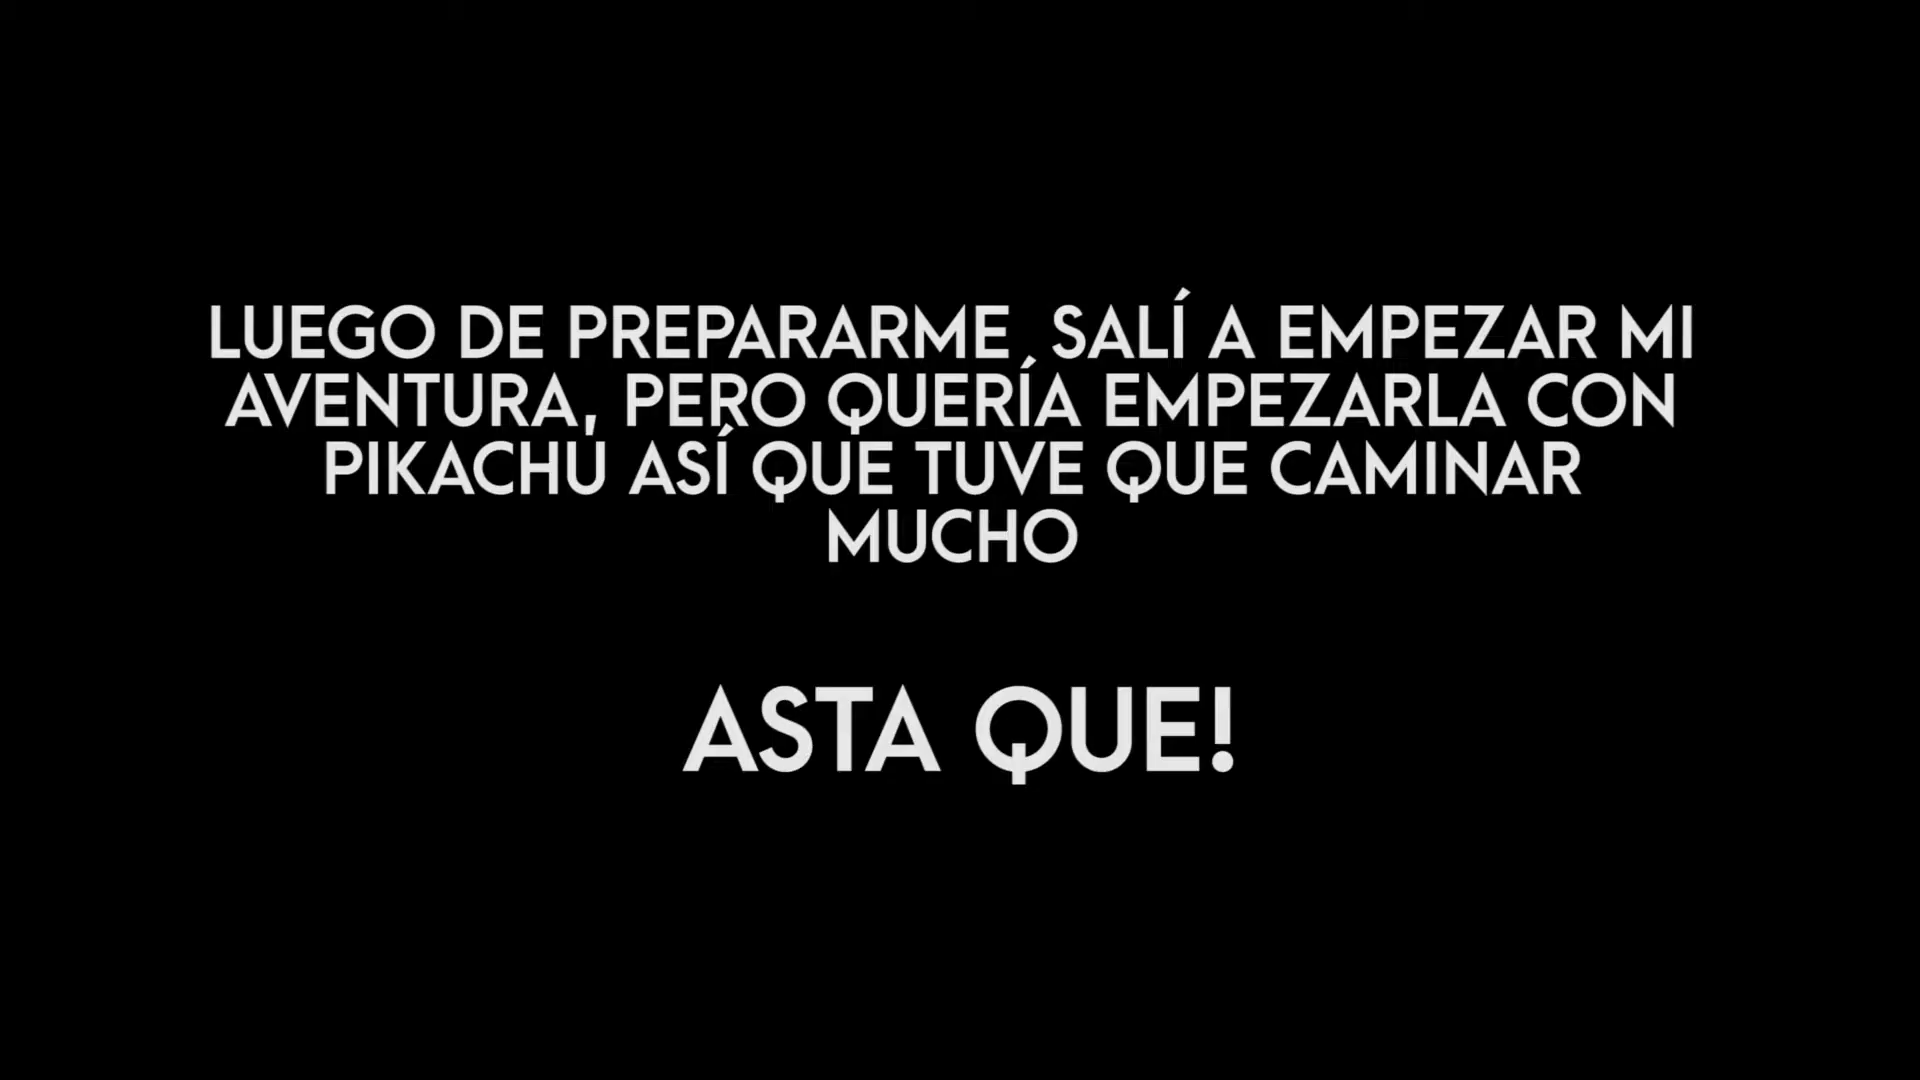 LUEGO DE PREPARARME SALÍ A EMPEZAR MI
AVENTURA, PERO QUERÍA EMPEZARLA CON
PIKACHU ASÍ QUE TUVE QUE CAMINAR
MUCHO
ASTA QUE!